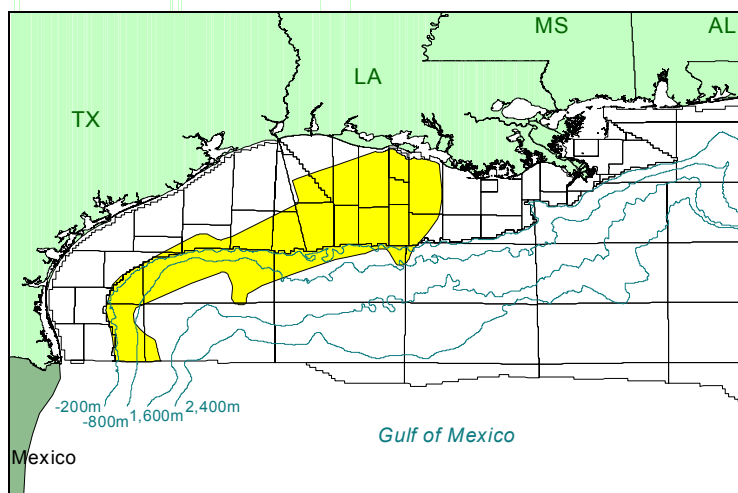 MS
AL
LA
TX
-200m
-800m
1,600m
2,400m
Gulf of Mexico
Mexico